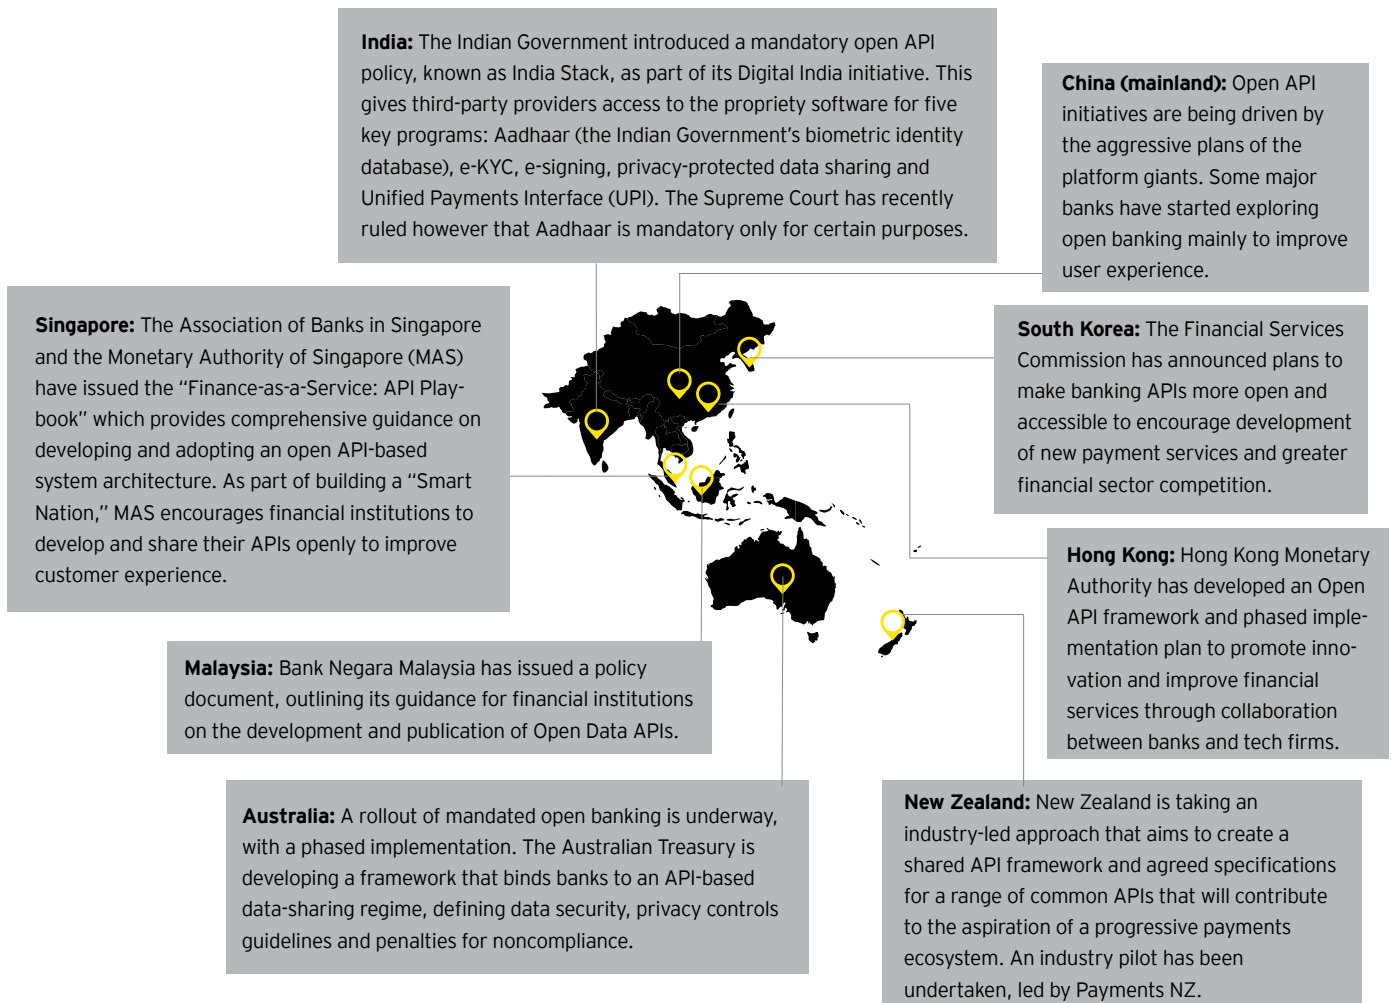 India: The Indian Government introduced a mandatory open API
policy, known as India Stack, as part of its Digital India initiative. This
gives third-party providers access to the propriety software for five
key programs: Aadhaar (the Indian Government's biometric identity
database), e-KYC, e-signing, privacy-protected data sharing and
Unified Payments Interface (UPI). The Supreme Court has recently
ruled however that Aadhaar is mandatory only for certain purposes.
China (mainland): Open API
initiatives are being driven by
the aggressive plans of the
platform giants. Some major
banks have started exploring
open banking mainly to improve
user experience.
Singapore: The Association of Banks in Singapore
and the Monetary Authority of Singapore (MAS)
have issued the “Finance-as-a-Service: API Play-
book” which provides comprehensive guidance on
developing and adopting an open API-based
system architecture. As part of building a “Smart
Nation,” MAS encourages financial institutions to
develop and share their APIs openly to improve
customer experience.
South Korea: The Financial Services
Commission has announced plans to
make banking APIs more open and
accessible to encourage development
of new payment services and greater
financial sector competition.
Hong Kong: Hong Kong Monetary
Authority has developed an Open
API framework and phased imple-
mentation plan to promote inno-
vation and improve financial
services through collaboration
between banks and tech firms.
Malaysia: Bank Negara Malaysia has issued a policy
document, outlining its guidance for financial institutions
on the development and publication of Open Data APIs.
Australia: A rollout of mandated open banking is underway,
with a phased implementation. The Australian Treasury is
developing a framework that binds banks to an API-based
data-sharing regime, defining data security, privacy controls
guidelines and penalties for noncompliance.
New Zealand: New Zealand is taking an
industry-led approach that aims to create a
shared API framework and agreed specifications
for a range of common APIs that will contribute
to the aspiration of a progressive payments
ecosystem. An industry pilot has been
undertaken, led by Payments NZ.